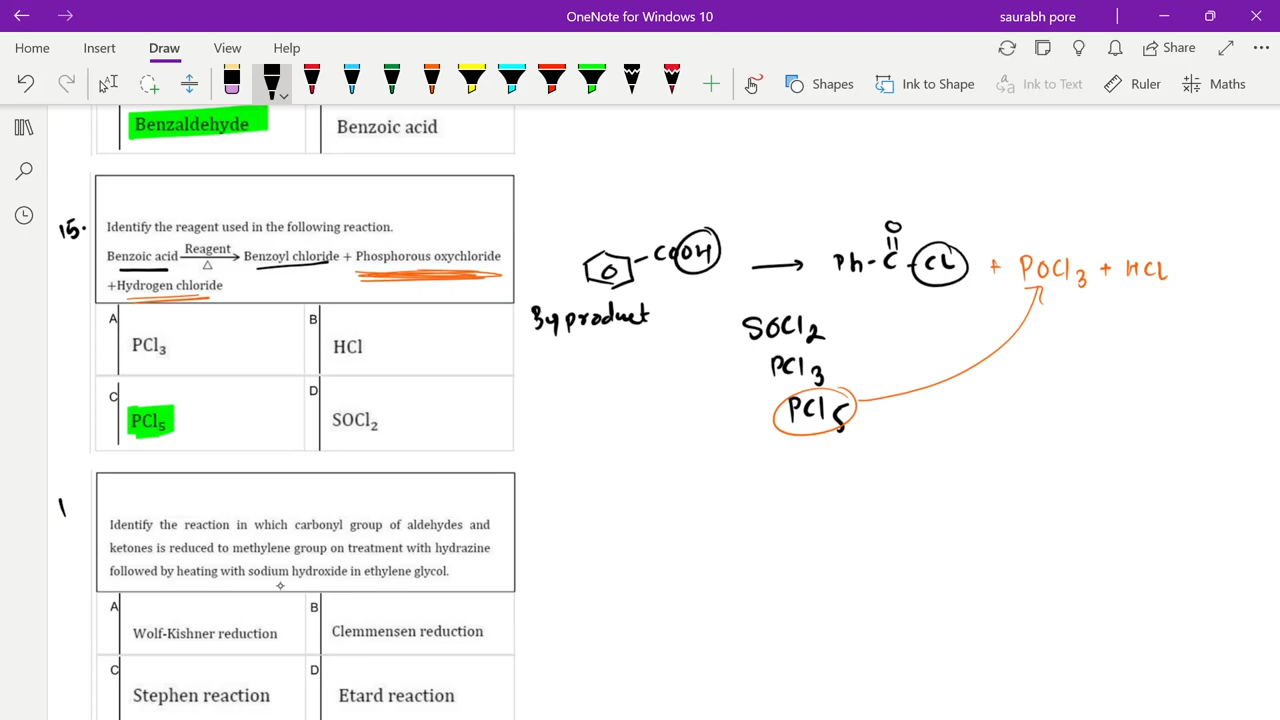 OneNote for Windows 10
saurabh pore
Home Insert Draw View Help
Share
Shapes
Ink to Shape
Ink to Text
Ruler
Maths
Benzaldehyde
Benzoic acid
15.
Identify the reagent used in the following reaction.
Benzoic acid Reagent △ → Benzoyl chloride + Phosphorous oxychloride
+Hydrogen chloride
A PCl₃
B HCl
C PCl₅
D SOCl₂
COOH → Ph-C-Cl + POCl₃ + HCl
O
Byproduct
SOCl₂
PCl₃
PCl₅
Identify the reaction in which carbonyl group of aldehydes and
ketones is reduced to methylene group on treatment with hydrazine
followed by heating with sodium hydroxide in ethylene glycol.
A Wolf-Kishner reduction
B Clemmensen reduction
C Stephen reaction
D Etard reaction